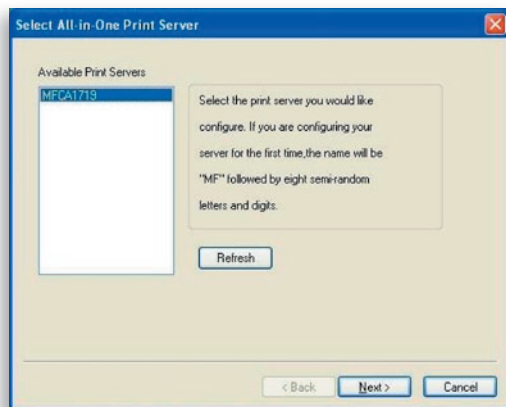 Select All-in-One Print Server
Available Print Servers
MFCA1719
Select the print server you would like
configure. If you are configuring your
server for the first time,the name will be
"MF" followed by eight semi-random
letters and digits.
Refresh
< Back
Next >
Cancel